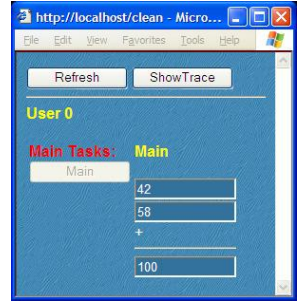 http://localhost/clean - Micro...
File Edit View Favorites Tools Help
Refresh ShowTrace
User 0
Main Tasks: Main
Main
42
58
+
100